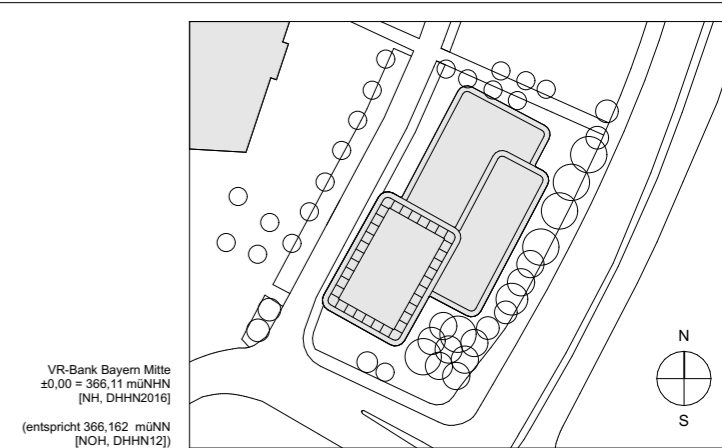 VR-Bank Bayern Mitte
±0,00 = 366,11 müNHN
[NH, DHHN2016]
(entspricht 366,162 müNN
[NOH, DHHN12])
N
S